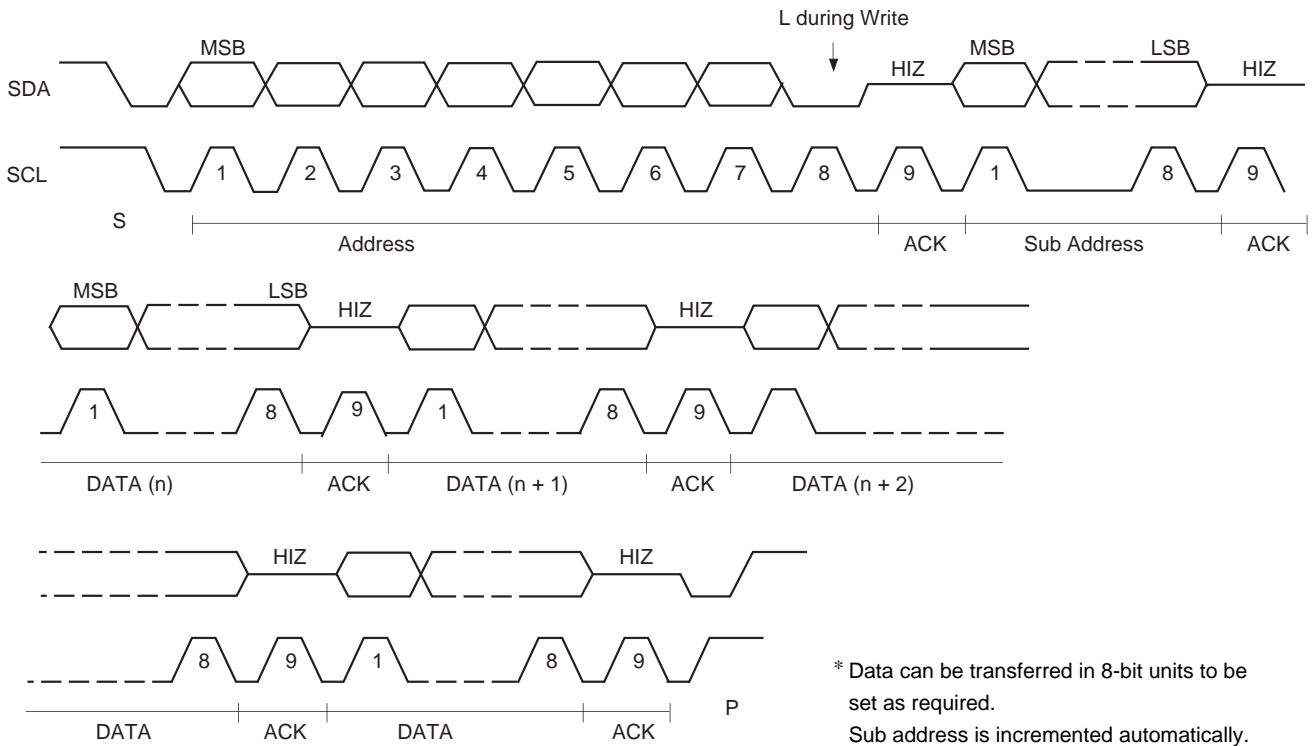 L during Write
MSB MSB LSB
HIZ HIZ
SDA
SCL 1 2 3 4 5 6 7 8 9 1 8 9
S
Address ACK Sub Address ACK
MSB LSB HIZ HIZ
1 8 9 1 8 9
DATA (n) ACK DATA (n + 1) ACK DATA (n + 2)
HIZ HIZ
8 9 1 8 9
P
DATA ACK DATA ACK
* Data can be transferred in 8-bit units to be
set as required.
Sub address is incremented automatically.